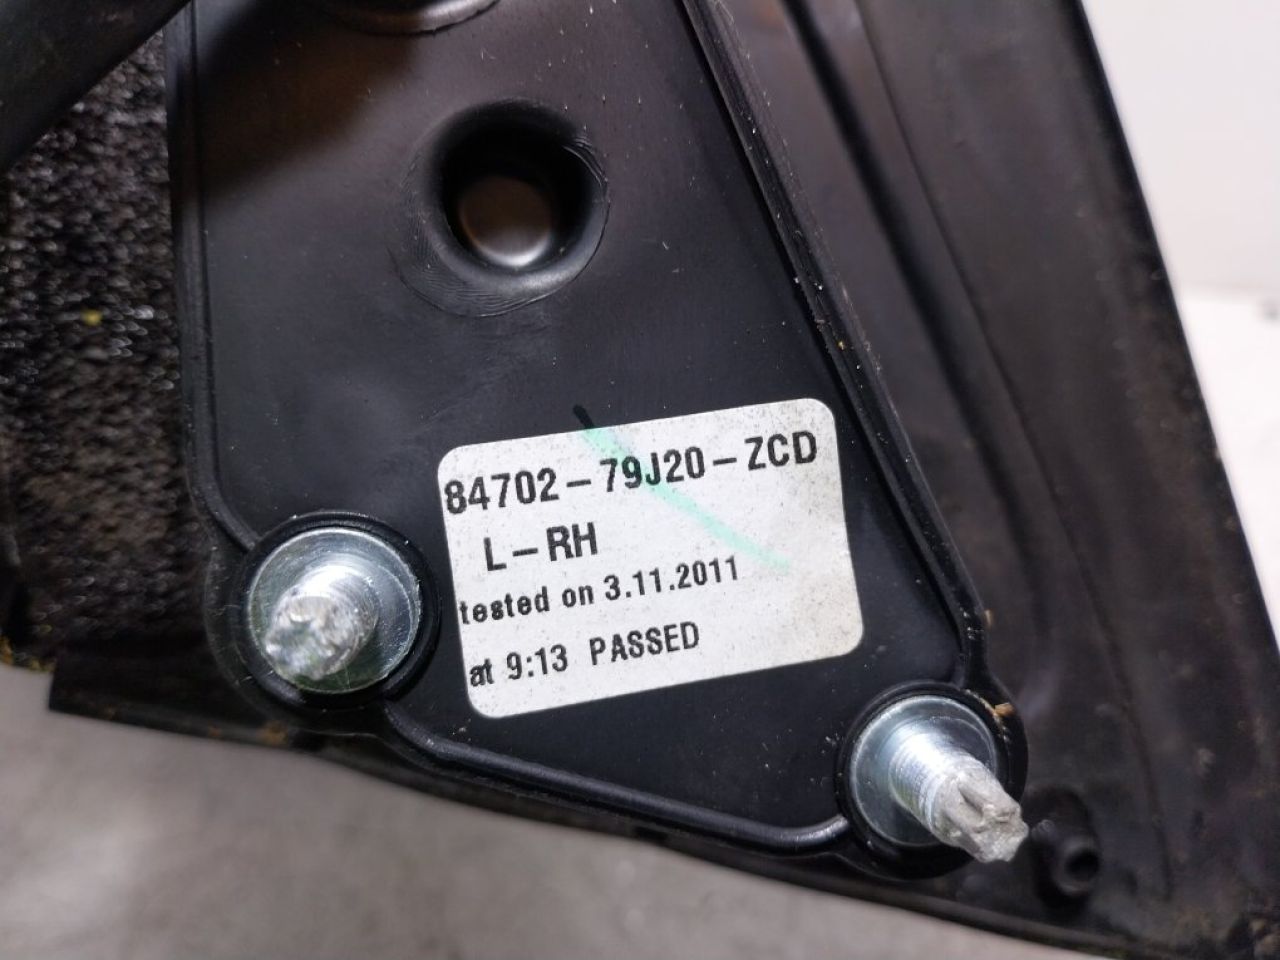 84702-79J20-ZCD
L-RH
tested on 3.11.2011
at 9:13 PASSED